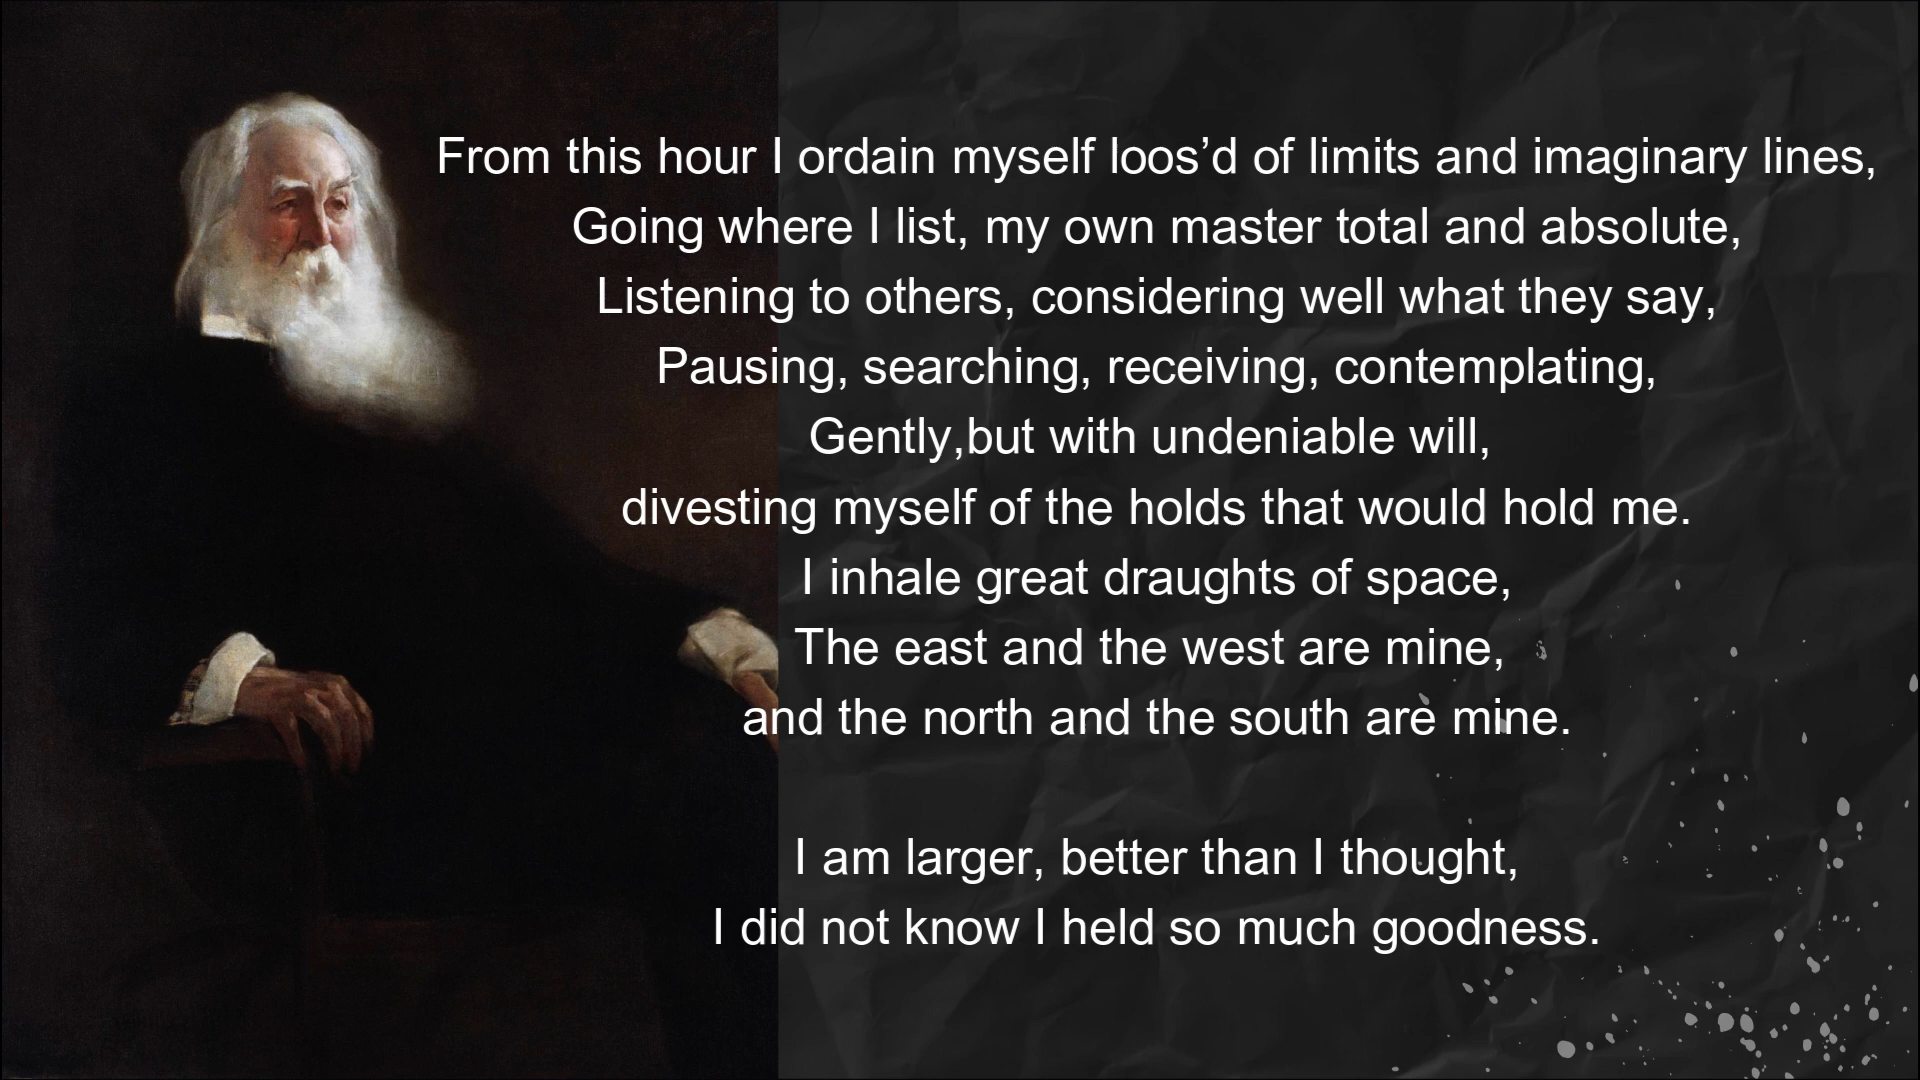 From this hour I ordain myself loos’d of limits and imaginary lines,
Going where I list, my own master total and absolute,
Listening to others, considering well what they say,
Pausing, searching, receiving, contemplating,
Gently,but with undeniable will,
divesting myself of the holds that would hold me.
I inhale great draughts of space,
The east and the west are mine,
and the north and the south are mine.
I am larger, better than I thought,
I did not know I held so much goodness.